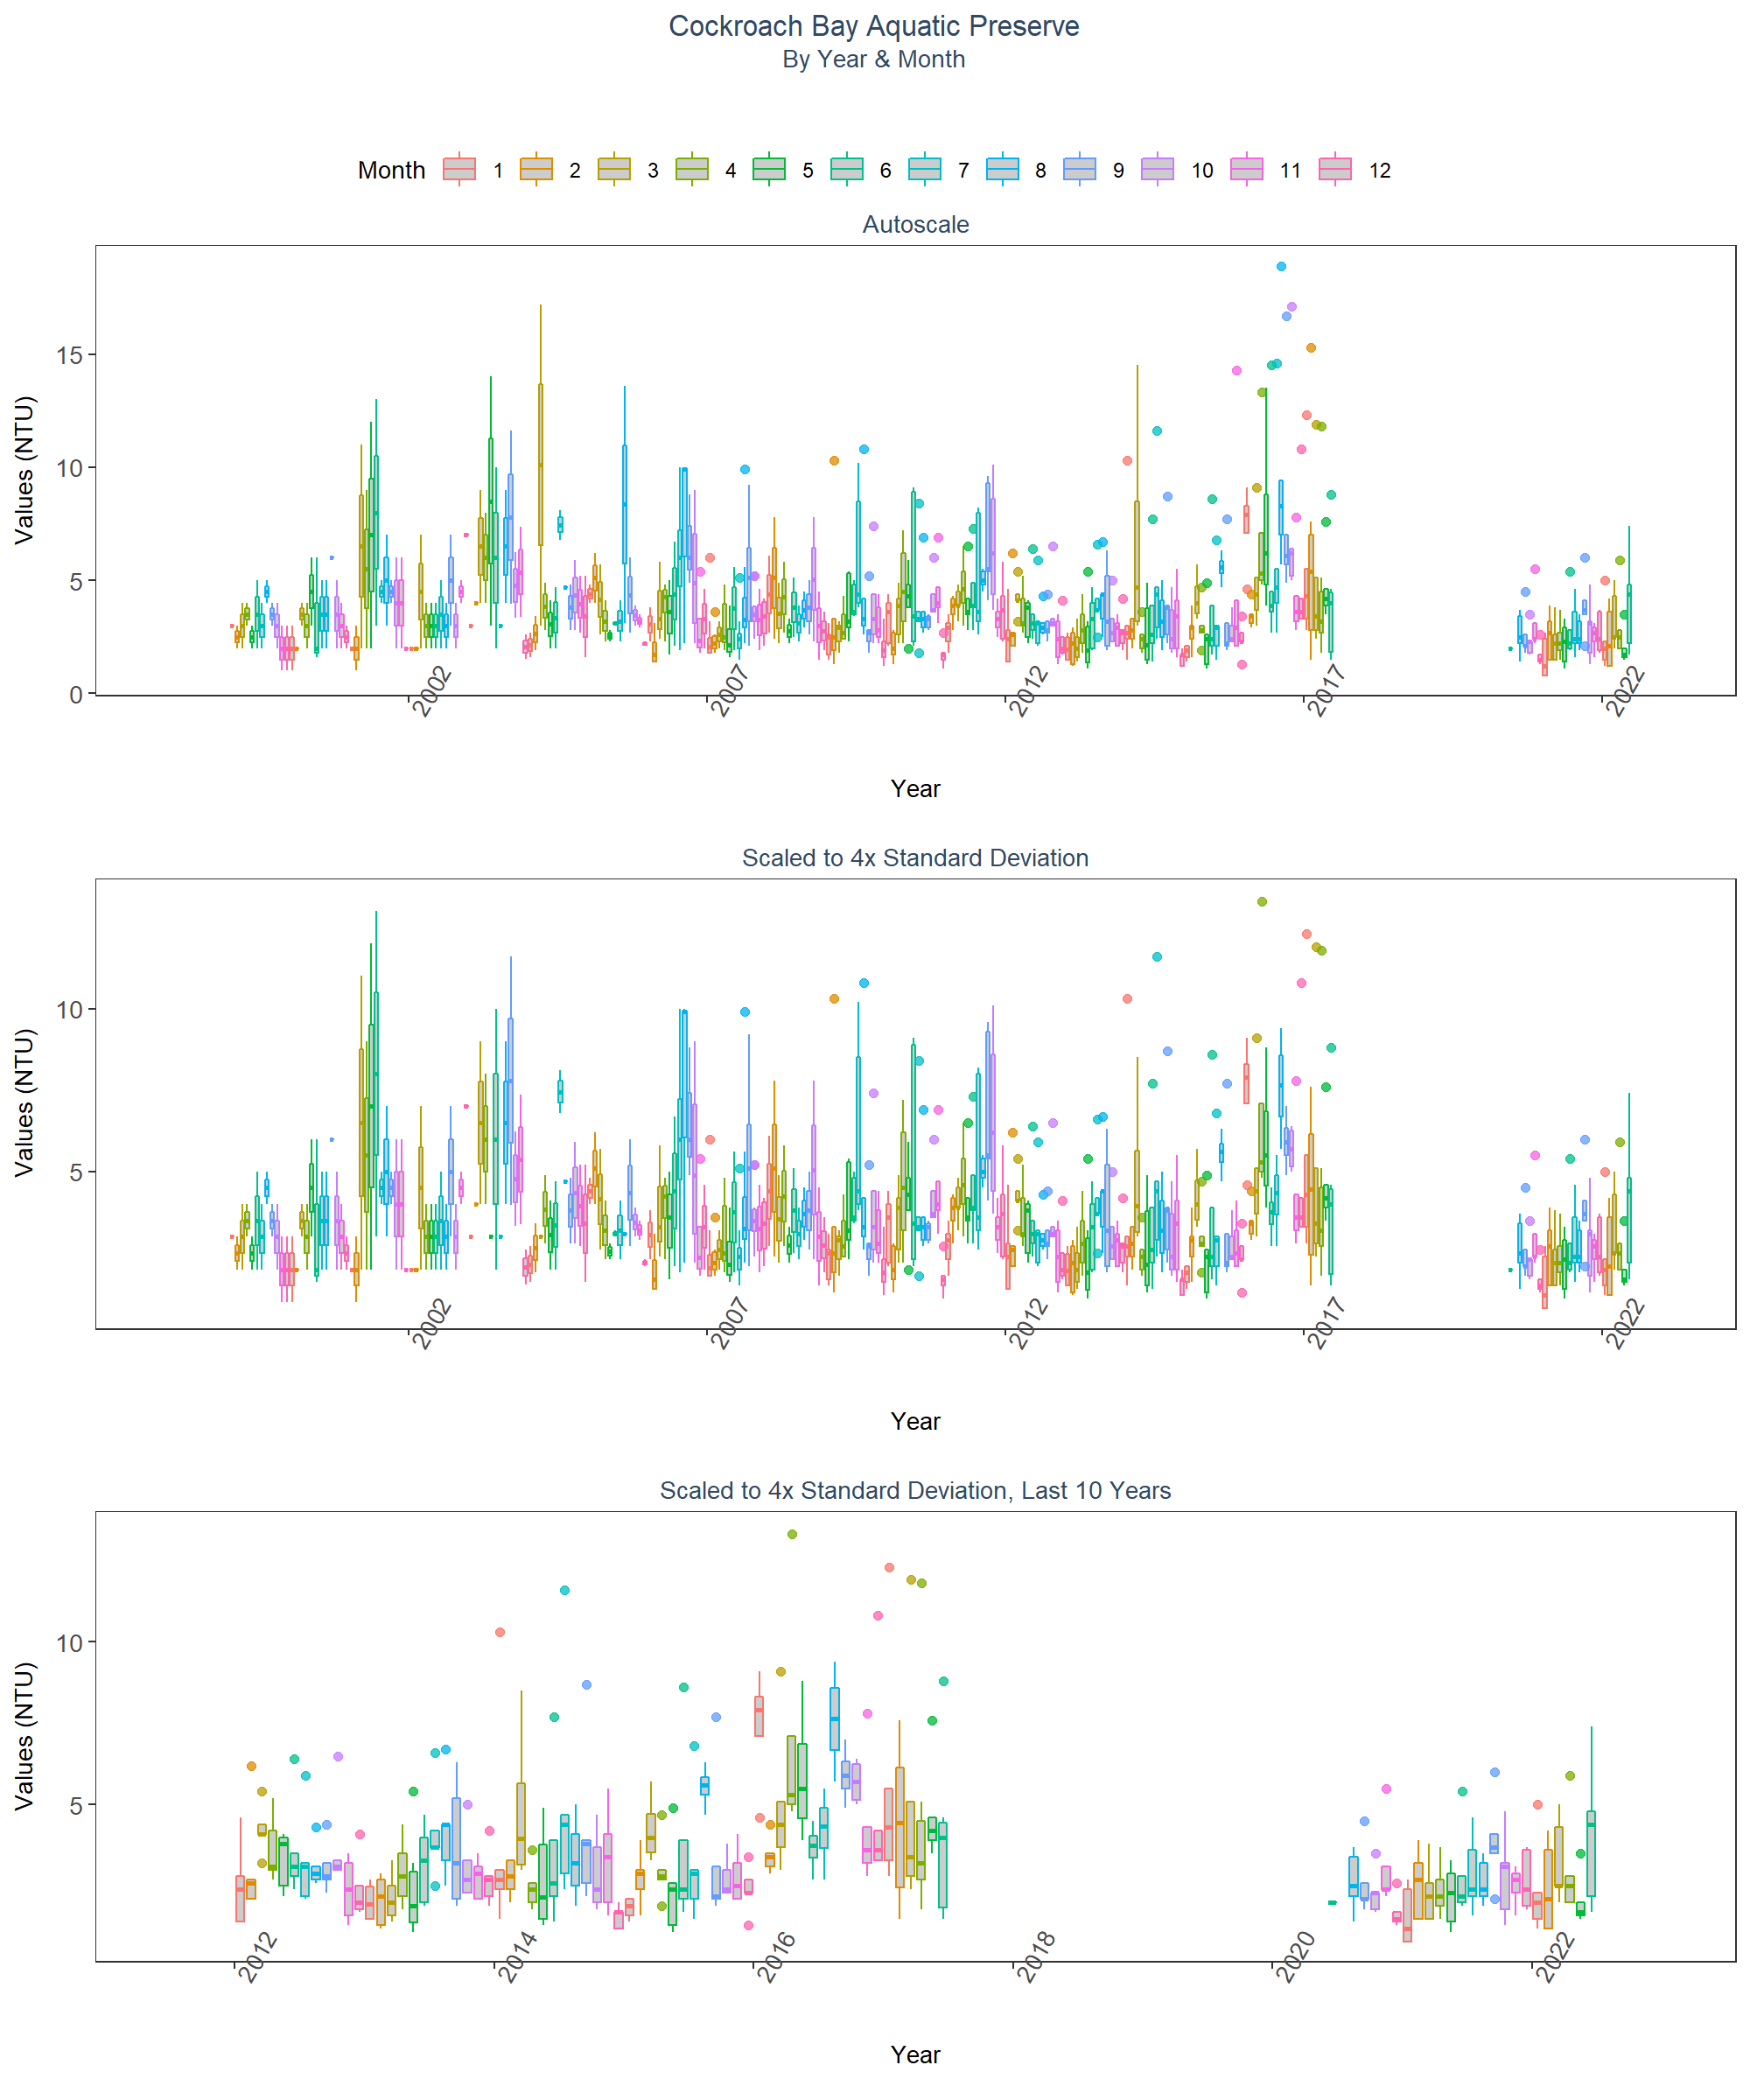 Cockroach Bay Aquatic Preserve
By Year & Month
Month 1 2 3 4 5 6 7 8 9 10 11 12
Autoscale
Values (NTU)
15
10
5
0
2002 2007 2012 2017 2022
Year
Scaled to 4x Standard Deviation
Values (NTU)
10
5
2002 2007 2012 2017 2022
Year
Scaled to 4x Standard Deviation, Last 10 Years
Values (NTU)
10
5
2012 2014 2016 2018 2020 2022
Year